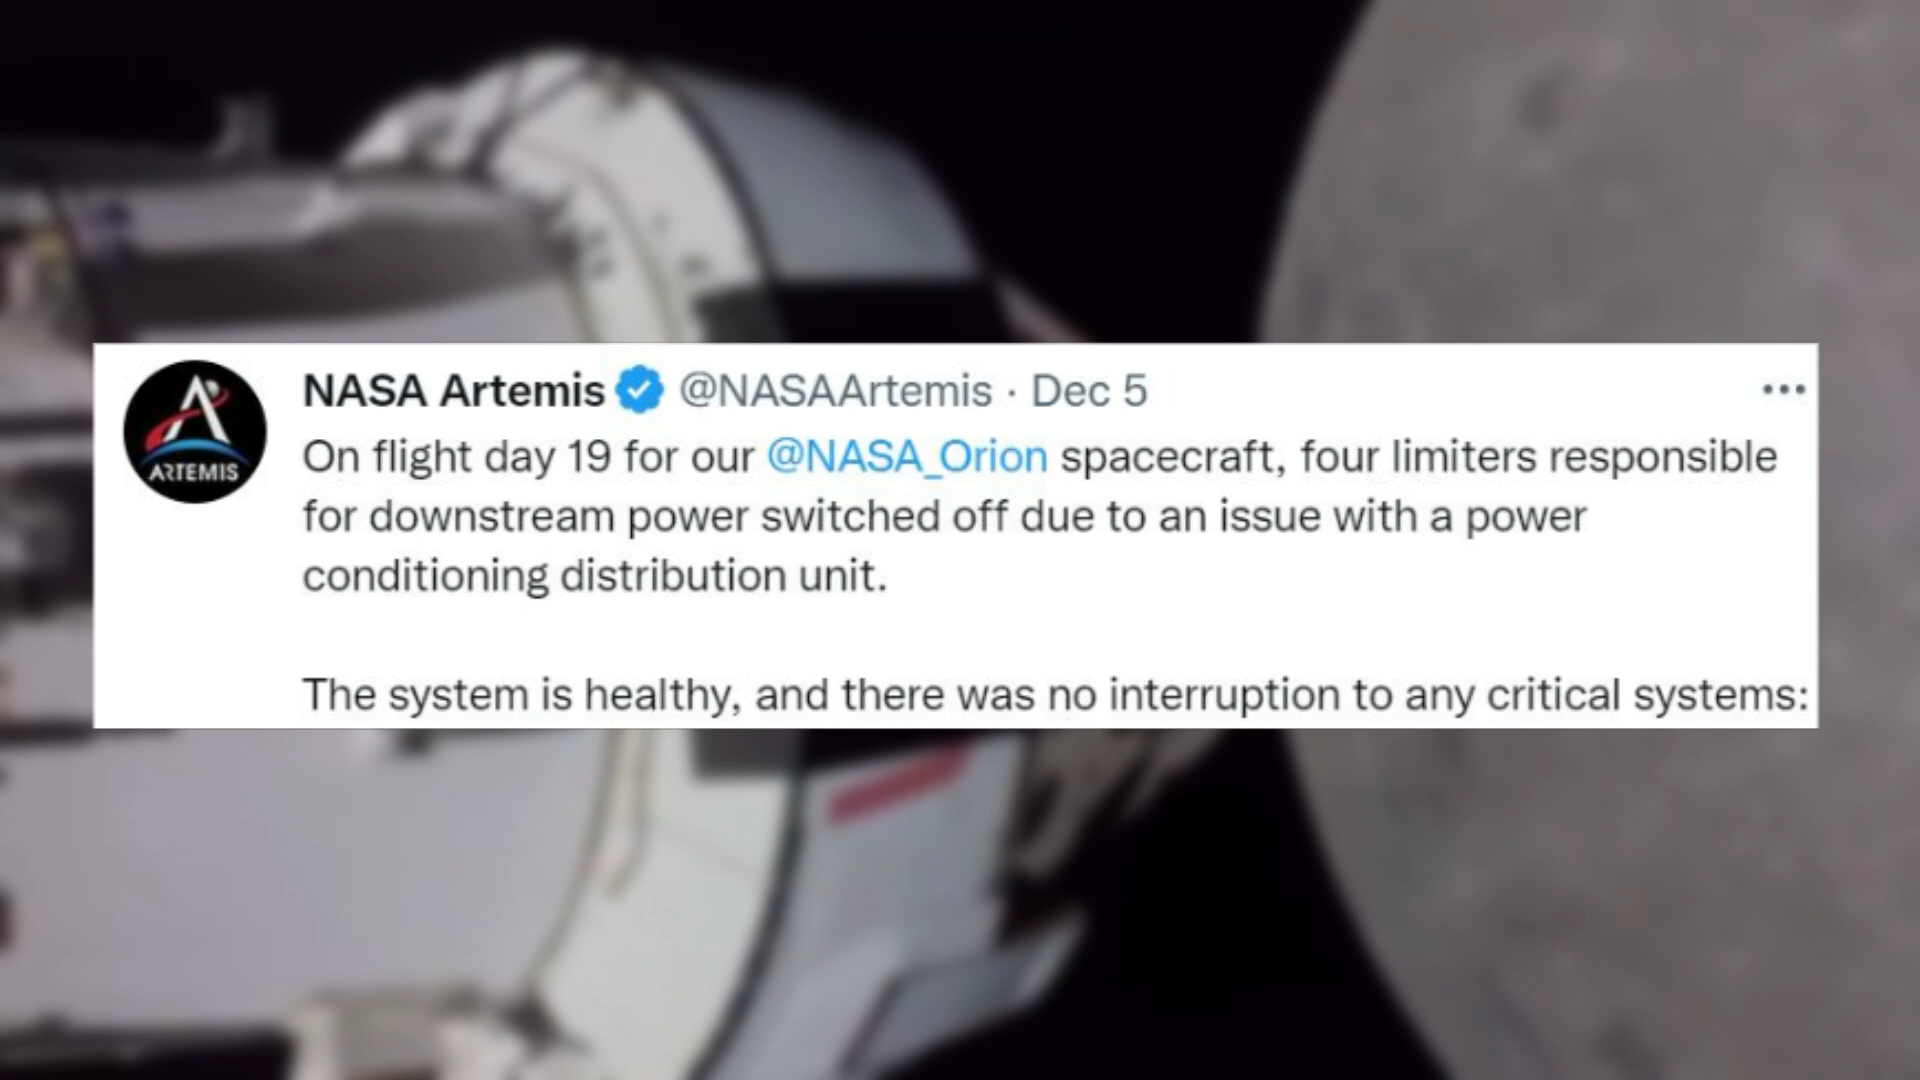 NASA Artemis @NASAArtemis · Dec 5
ARTEMIS
On flight day 19 for our @NASA_Orion spacecraft, four limiters responsible
for downstream power switched off due to an issue with a power
conditioning distribution unit.
The system is healthy, and there was no interruption to any critical systems: